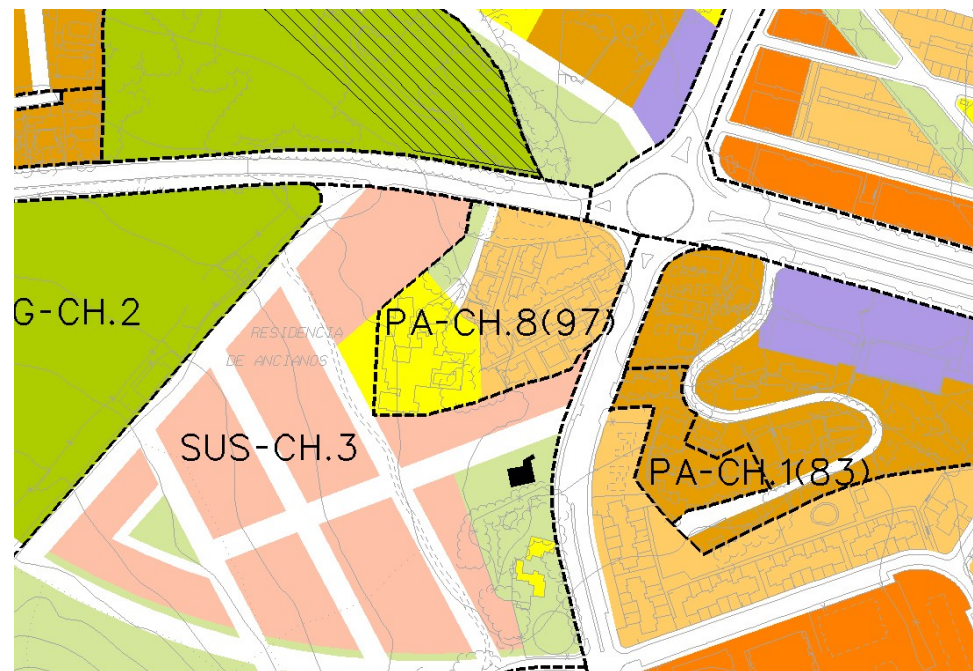 G-CH.2
PA-CH.8(97)
RESIDENCIA
DE ANCIANOS
SUS-CH.3
PA-CH.1(83)